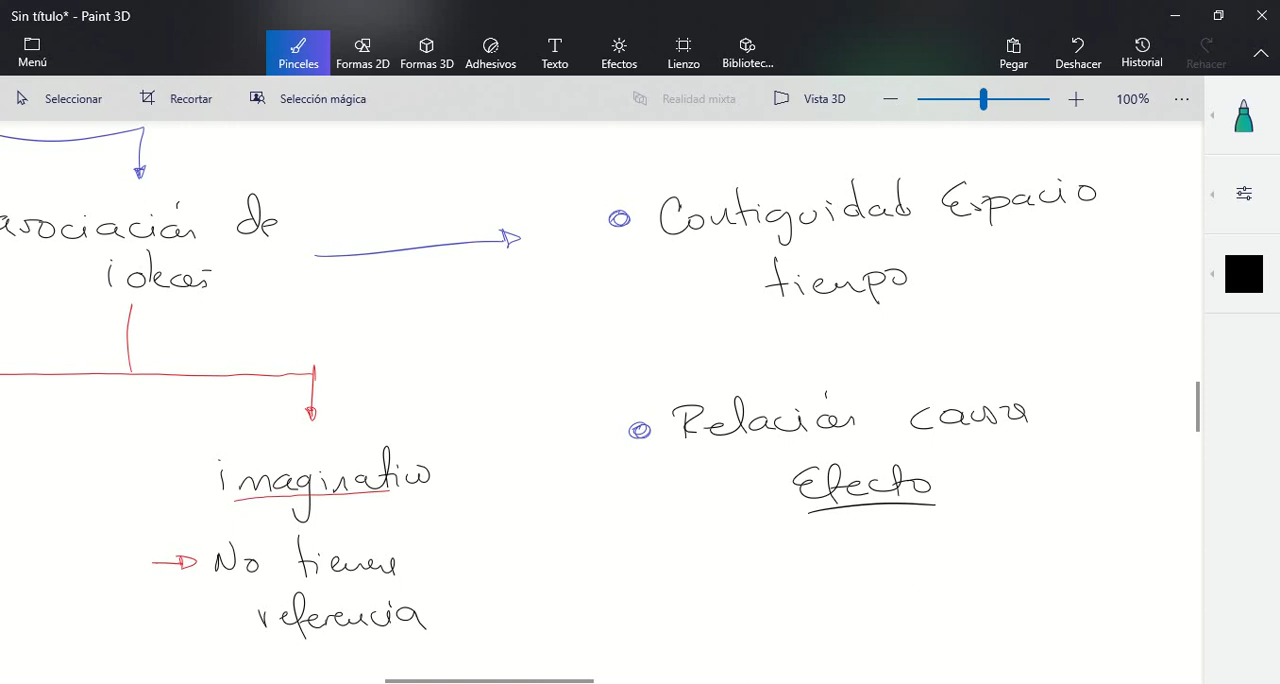 Sin título* - Paint 3D
Menú
Pinceles
Formas 2D
Formas 3D
Adhesivos
Texto
Efectos
Lienzo
Bibliotec...
Pegar
Deshacer
Historial
Rehacer
Seleccionar
Recortar
Selección mágica
Realidad mixta
Vista 3D
100%
asociación de
ideas
Contiguidad Espacio
tiempo
Relación causa
Efecto
imaginativo
No tiene
referencia